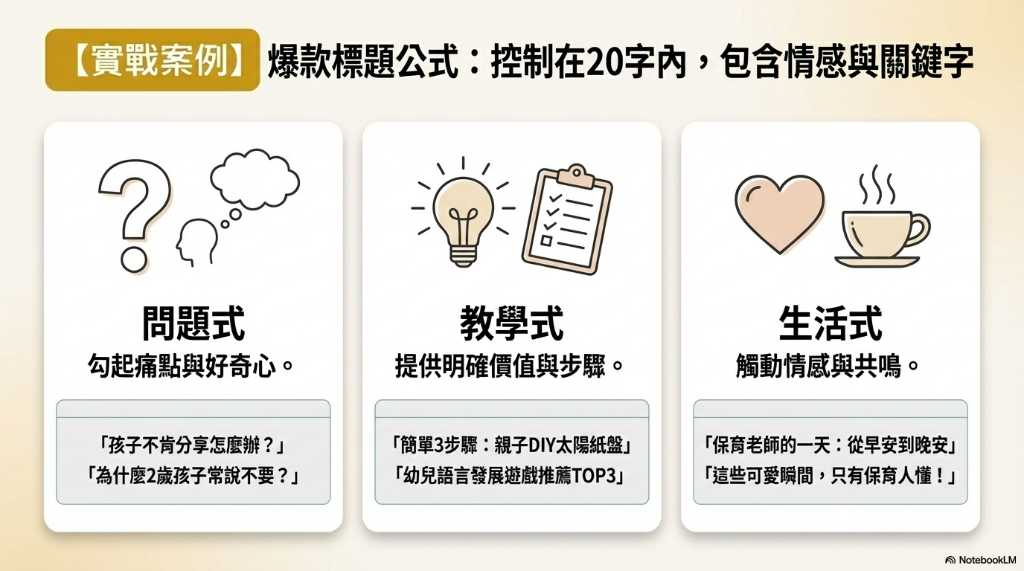 【實戰案例】 爆款標題公式：控制在20字內，包含情感與關鍵字
問題式
勾起痛點與好奇心。
「孩子不肯分享怎麼辦？」
「為什麼2歲孩子常說不要？」
教學式
提供明確價值與步驟。
「簡單3步驟：親子DIY太陽紙盤」
「幼兒語言發展遊戲推薦TOP3」
生活式
觸動情感與共鳴。
「保育老師的一天：從早安到晚安」
「這些可愛瞬間，只有保育人懂！」
NotebookLM